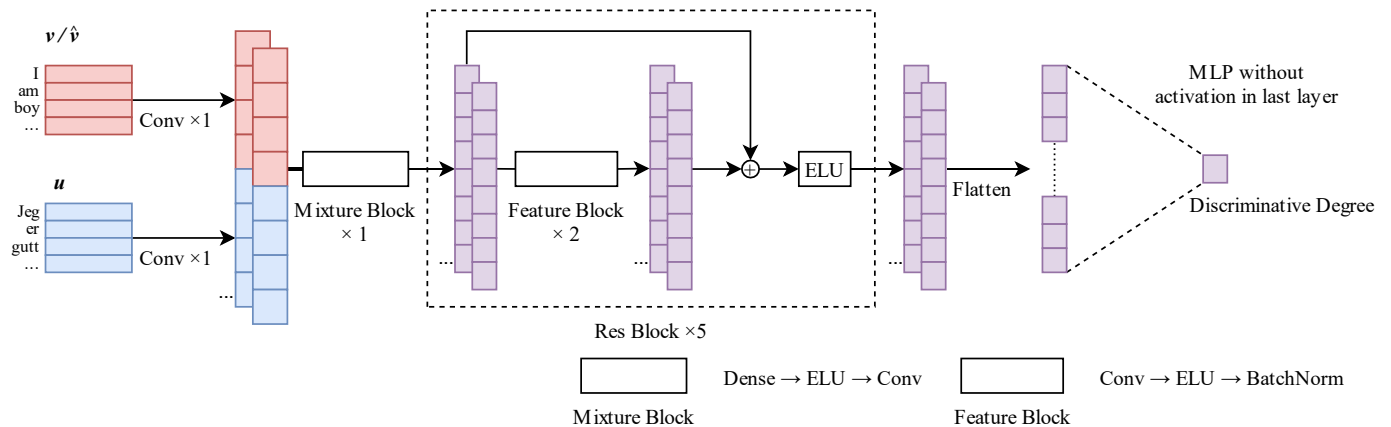 v / v̂
I
am
boy
...
Conv ×1
u
Jeg
er
gutt
...
Conv ×1
...
Mixture Block
× 1
...
Feature Block
× 2
...
ELU
Res Block ×5
...
Flatten
MLP without
activation in last layer
Discriminative Degree
Mixture Block
Dense → ELU → Conv
Feature Block
Conv → ELU → BatchNorm